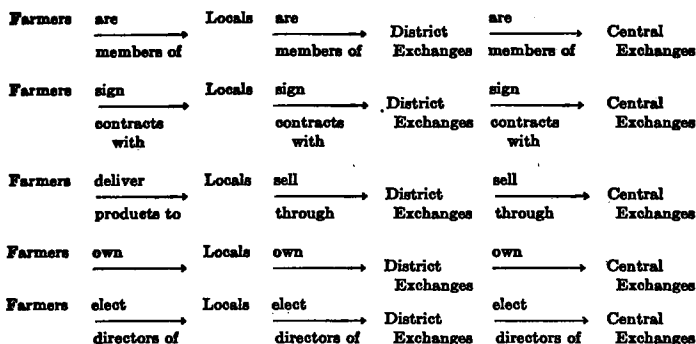 Farmers are Locals are are
members of members of District Exchanges members of Central Exchanges
Farmers sign Locals sign sign
contracts with contracts with District Exchanges contracts with Central Exchanges
Farmers deliver Locals sell sell
products to through District Exchanges through Central Exchanges
Farmers own Locals own District Exchanges own Central Exchanges
Farmers elect Locals elect elect
directors of directors of District Exchanges directors of Central Exchanges